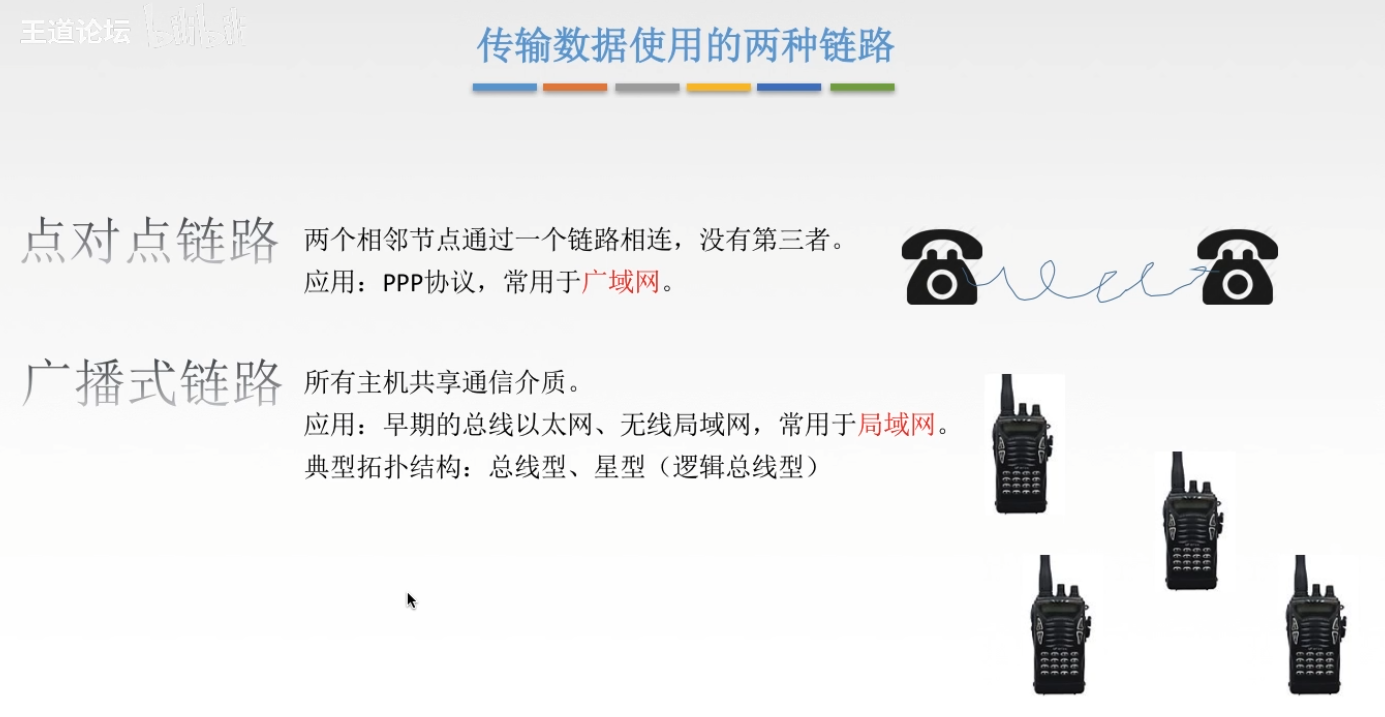 王道论坛 bilibili
传输数据使用的两种链路
点对点链路
两个相邻节点通过一个链路相连，没有第三者。
应用：PPP协议，常用于广域网。
广播式链路
所有主机共享通信介质。
应用：早期的总线以太网、无线局域网，常用于局域网。
典型拓扑结构：总线型、星型（逻辑总线型）